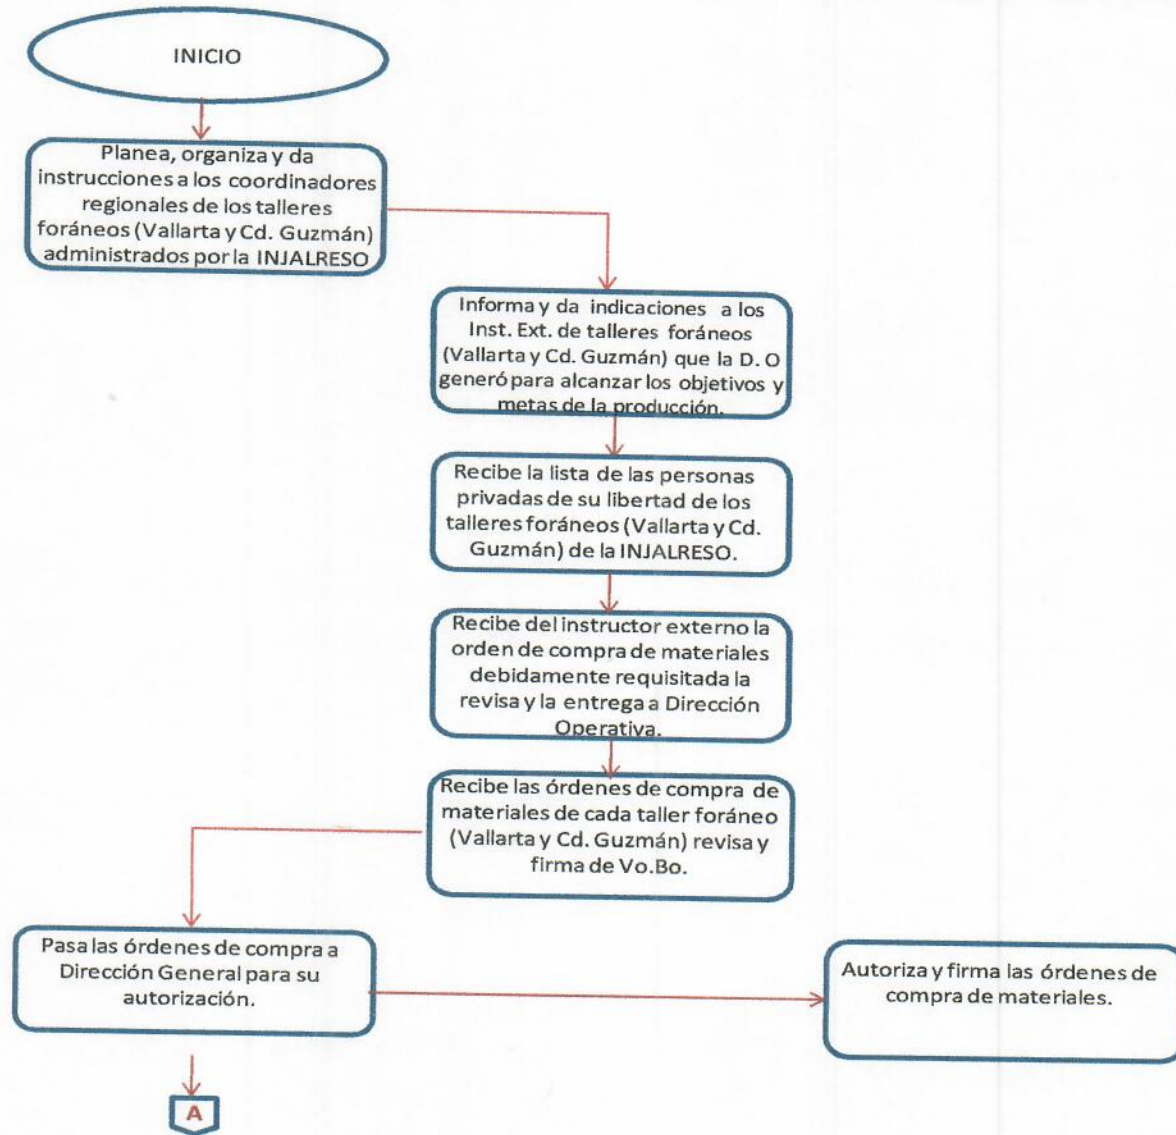 INICIO
Planea, organiza y da
instrucciones a los coordinadores
regionales de los talleres
foráneos (Vallarta y Cd. Guzmán)
administrados por la INJALRESO
Informa y da indicaciones a los
Inst. Ext. de talleres foráneos
(Vallarta y Cd. Guzmán) que la D. O
generó para alcanzar los objetivos y
metas de la producción.
Recibe la lista de las personas
privadas de su libertad de los
talleres foráneos (Vallarta y Cd.
Guzmán) de la INJALRESO.
Recibe del instructor externo la
orden de compra de materiales
debidamente requisitada la
revisa y la entrega a Dirección
Operativa.
Recibe las órdenes de compra de
materiales de cada taller foráneo
(Vallarta y Cd. Guzmán) revisa y
firma de Vo.Bo.
Pasa las órdenes de compra a
Dirección General para su
autorización.
Autoriza y firma las órdenes de
compra de materiales.
A